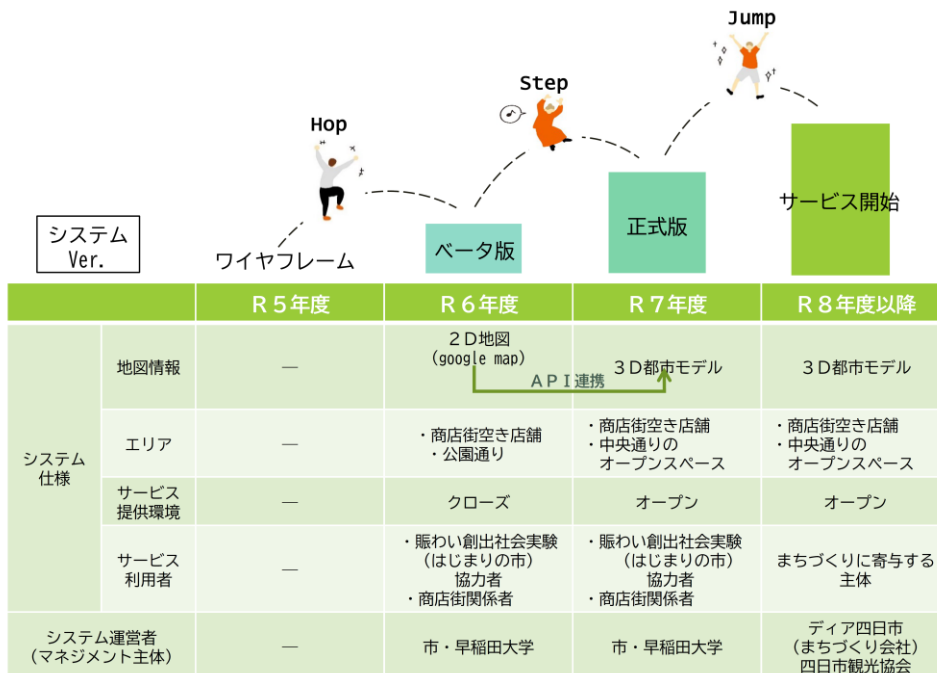 Jump
Step
Hop
♪
システム
Ver.
ワイヤフレーム
ベータ版
正式版
サービス開始
R5年度
R6年度
R7年度
R8年度以降
システム
仕様
地図情報
―
2D地図
(google map)
API連携
3D都市モデル
3D都市モデル
エリア
―
・商店街空き店舗
・公園通り
・商店街空き店舗
・中央通りの
オープンスペース
・商店街空き店舗
・中央通りの
オープンスペース
サービス
提供環境
―
クローズ
オープン
オープン
サービス
利用者
―
・賑わい創出社会実験
(はじまりの市)
協力者
・商店街関係者
・賑わい創出社会実験
(はじまりの市)
協力者
・商店街関係者
まちづくりに寄与する
主体
システム運営者
(マネジメント主体)
―
市・早稲田大学
市・早稲田大学
ディア四日市
(まちづくり会社)
四日市観光協会